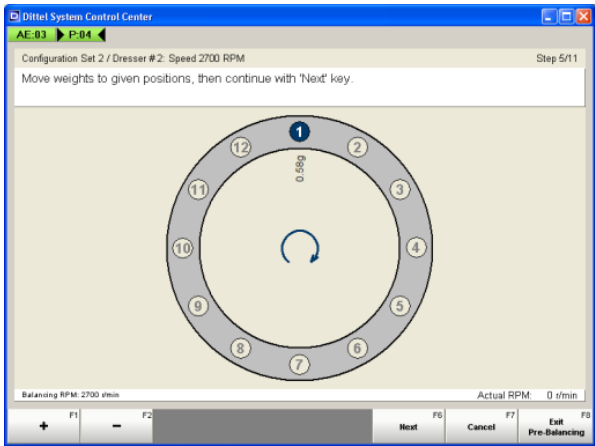 Dittel System Control Center
AE:03 P:04
Configuration Set 2 / Dresser #2: Speed 2700 RPM Step 5/11
Move weights to given positions, then continue with 'Next' key.
1
12 2
0.58g
11 3
10 4
9 5
8 6
7
Balancing RPM: 2700 r/min Actual RPM: 0 r/min
F1 F2 F6 F7 F8
+ - Next Cancel Exit
Pre-Balancing